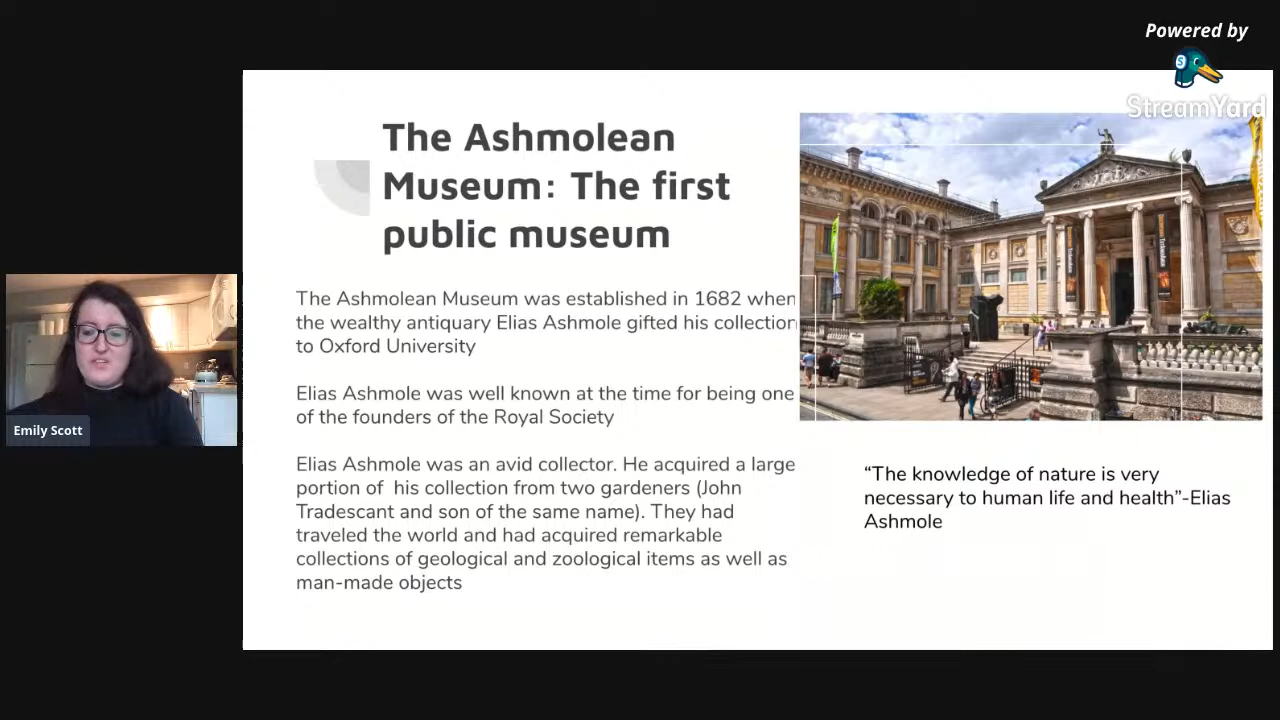 Powered by
StreamYard
The Ashmolean
Museum: The first
public museum
The Ashmolean Museum was established in 1682 when
the wealthy antiquary Elias Ashmole gifted his collection
to Oxford University
Elias Ashmole was well known at the time for being one
of the founders of the Royal Society
Elias Ashmole was an avid collector. He acquired a large
portion of  his collection from two gardeners (John
Tradescant and son of the same name). They had
traveled the world and had acquired remarkable
collections of geological and zoological items as well as
man-made objects
“The knowledge of nature is very
necessary to human life and health”-Elias
Ashmole
Emily Scott